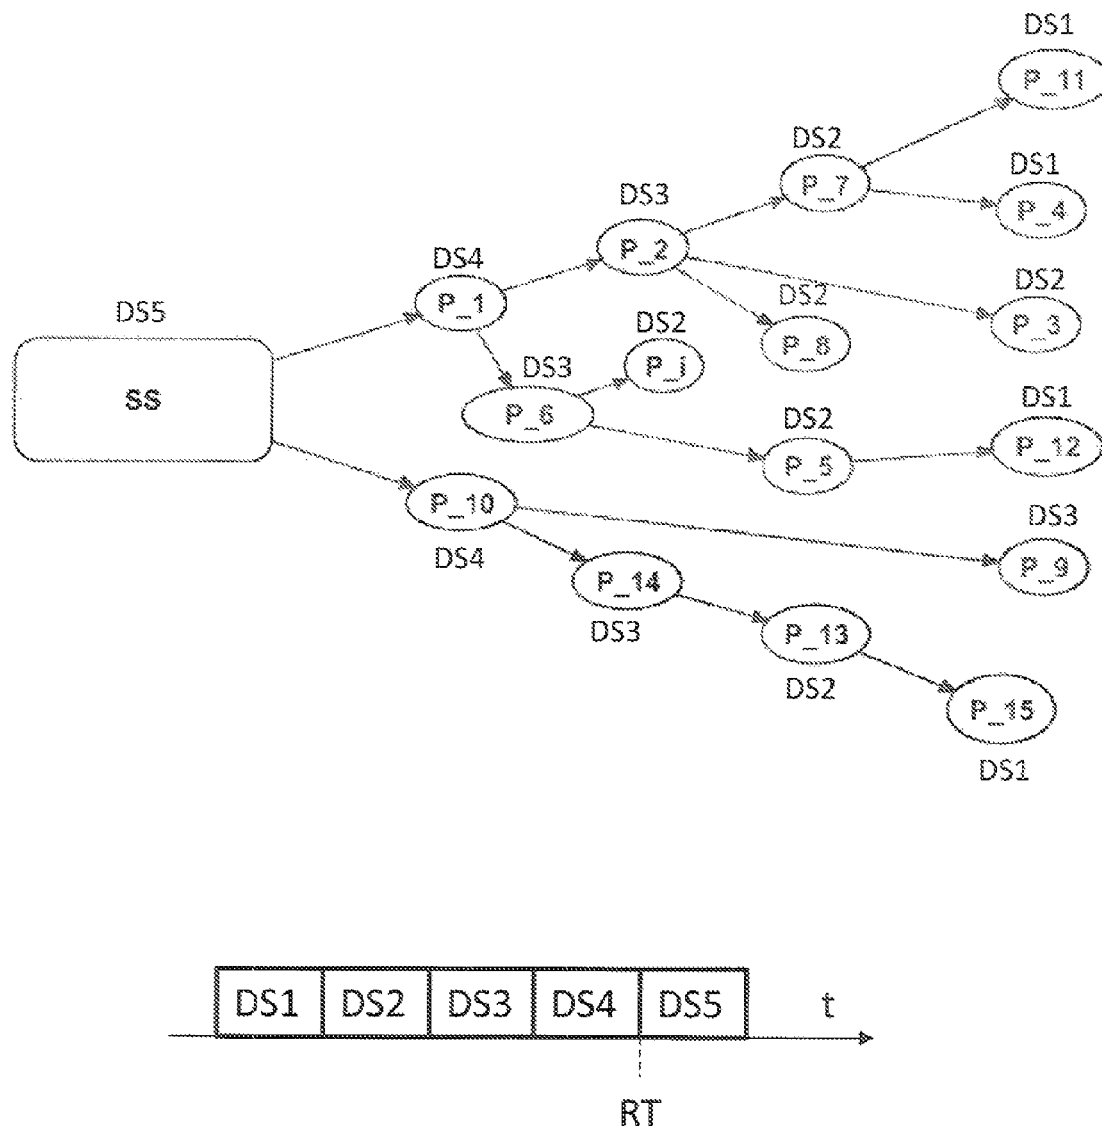 DS1
P_11
DS2
P_7
DS1
P_4
DS3
P_2
DS4
P_1
DS2
P_3
DS2
P_8
DS5
SS
DS2
P_i
DS3
P_6
DS2
P_5
DS1
P_12
P_10
DS4
DS3
P_9
P_14
DS3
P_13
DS2
P_15
DS1
DS1 DS2 DS3 DS4 DS5 t
RT